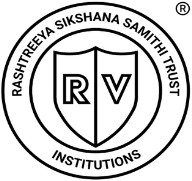 RASHTREEYA SIKSHANA SAMITHI TRUST
®
RV
INSTITUTIONS